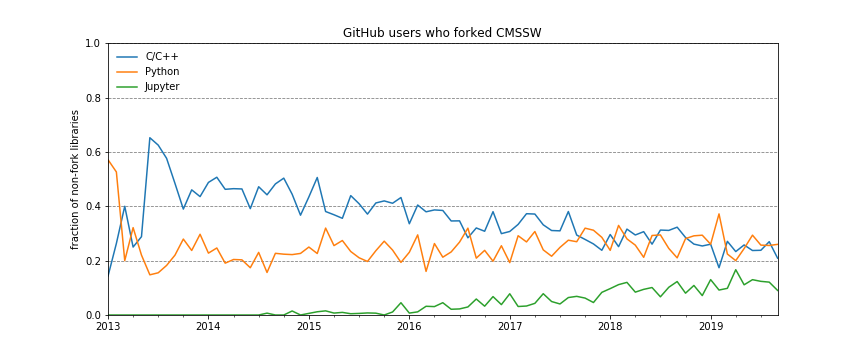 GitHub users who forked CMSSW
1.0
0.8
0.6
0.4
0.2
0.0
fraction of non-fork libraries
C/C++
Python
Jupyter
2013 2014 2015 2016 2017 2018 2019